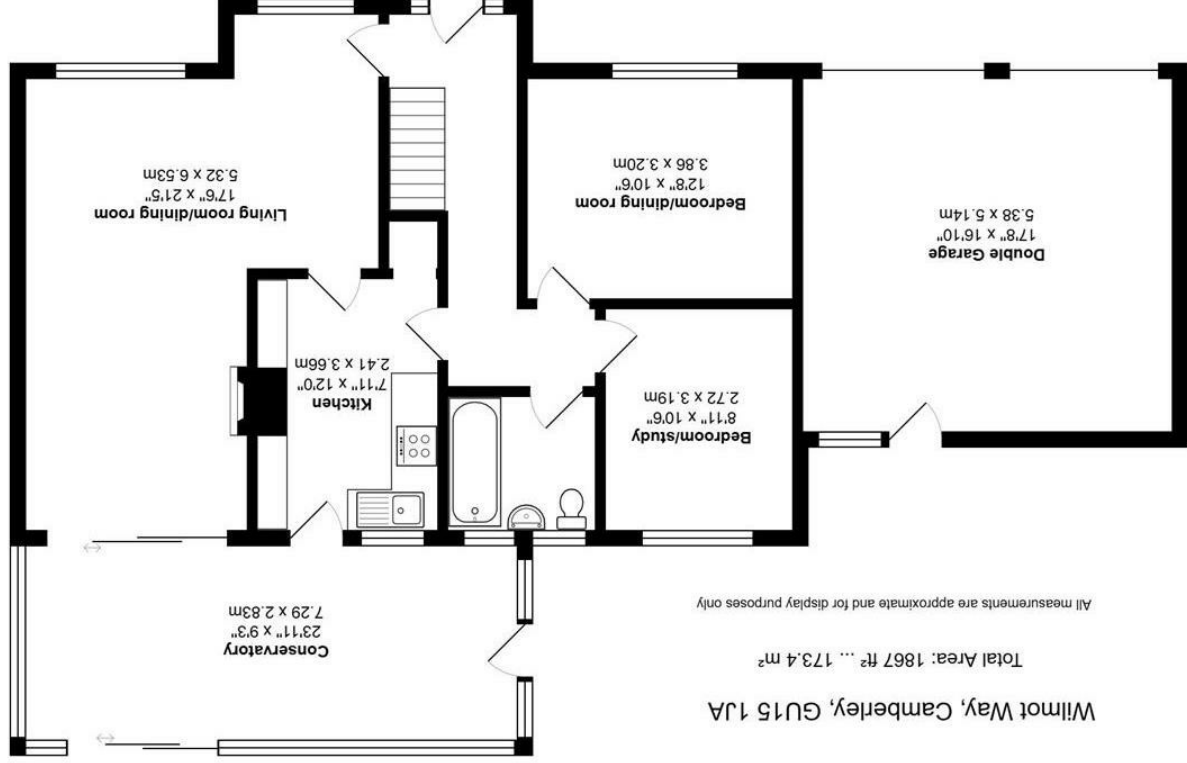 Wilmot Way, Camberley, GU15 1JA
Total Area: 1867 ft² ... 173.4 m²
All measurements are approximate and for display purposes only
Conservatory
23'11" x 9'3
7.29 x 2.83m
Bedroom/study
8'11" x 10'6"
2.72 x 3.19m
Kitchen
7'11" x 12'0"
2.41 x 3.66m
Double Garage
17'8" x 16'10"
5.38 x 5.14m
Bedroom/dining room
12'8" x 10'6"
3.86 x 3.20m
Living room/dining room
17'6" x 21'5"
5.32 x 6.53m